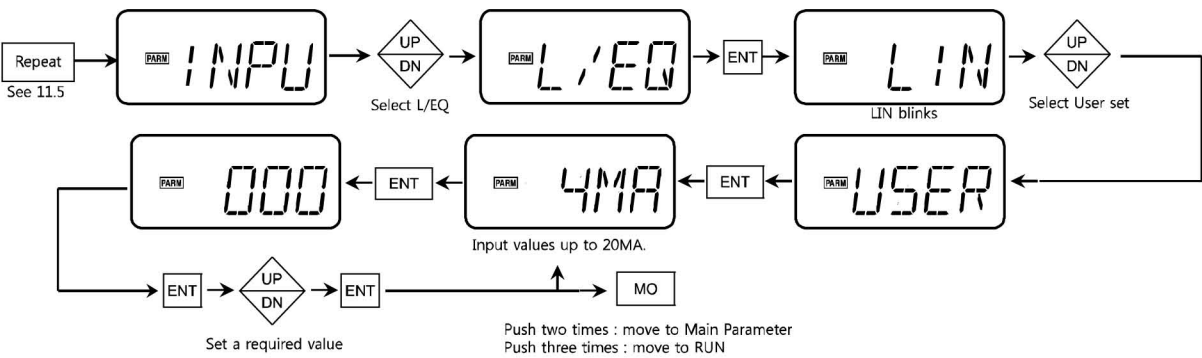 Repeat
See 11.5
PARM INPU
UP
DN
Select L/EQ
PARM L/EQ
ENT
PARM LIN
LIN blinks
UP
DN
Select User set
PARM USER
ENT
PARM 4MA
Input values up to 20MA.
ENT
PARM 000
ENT
UP
DN
Set a required value
ENT
MO
Push two times : move to Main Parameter
Push three times : move to RUN